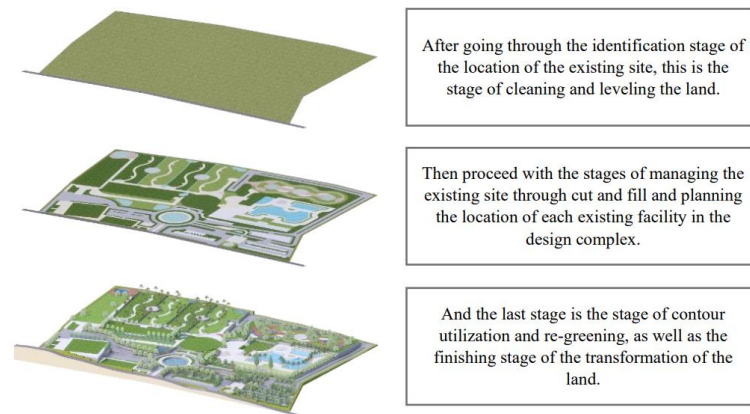 After going through the identification stage of
the location of the existing site, this is the
stage of cleaning and leveling the land.
Then proceed with the stages of managing the
existing site through cut and fill and planning
the location of each existing facility in the
design complex.
And the last stage is the stage of contour
utilization and re-greening, as well as the
finishing stage of the transformation of the
land.